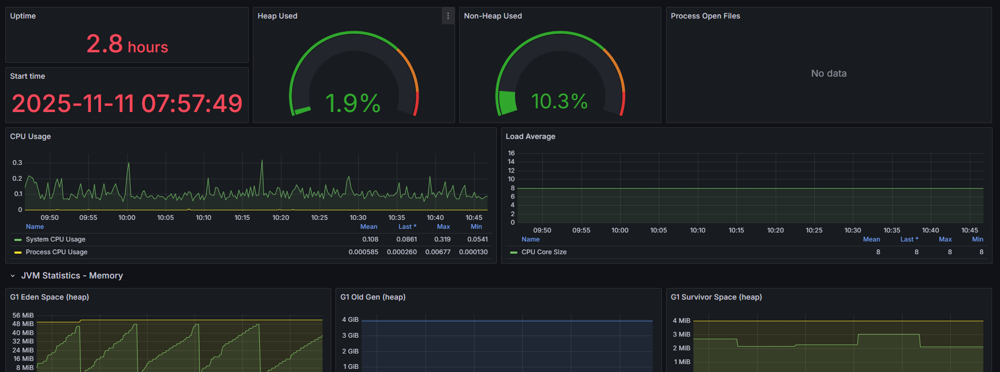 Uptime
2.8 hours
Start time
2025-11-11 07:57:49
Heap Used
1.9%
Non-Heap Used
10.3%
Process Open Files
No data
CPU Usage
0.3
0.2
0.1
0
09:50 09:55 10:00 10:05 10:10 10:15 10:20 10:25 10:30 10:35 10:40 10:45
Name Mean Last * Max Min
System CPU Usage 0.108 0.0861 0.319 0.0541
Process CPU Usage 0.000585 0.000260 0.00677 0.000130
Load Average
16
14
12
10
8
6
4
2
0
09:50 09:55 10:00 10:05 10:10 10:15 10:20 10:25 10:30 10:35 10:40 10:45
Name Mean Last * Max Min
CPU Core Size 8 8 8 8
JVM Statistics - Memory
G1 Eden Space (heap)
56 MiB
48 MiB
40 MiB
32 MiB
24 MiB
16 MiB
8 MiB
G1 Old Gen (heap)
4 GiB
3 GiB
2 GiB
1 GiB
G1 Survivor Space (heap)
4 MiB
3 MiB
2 MiB
1 MiB